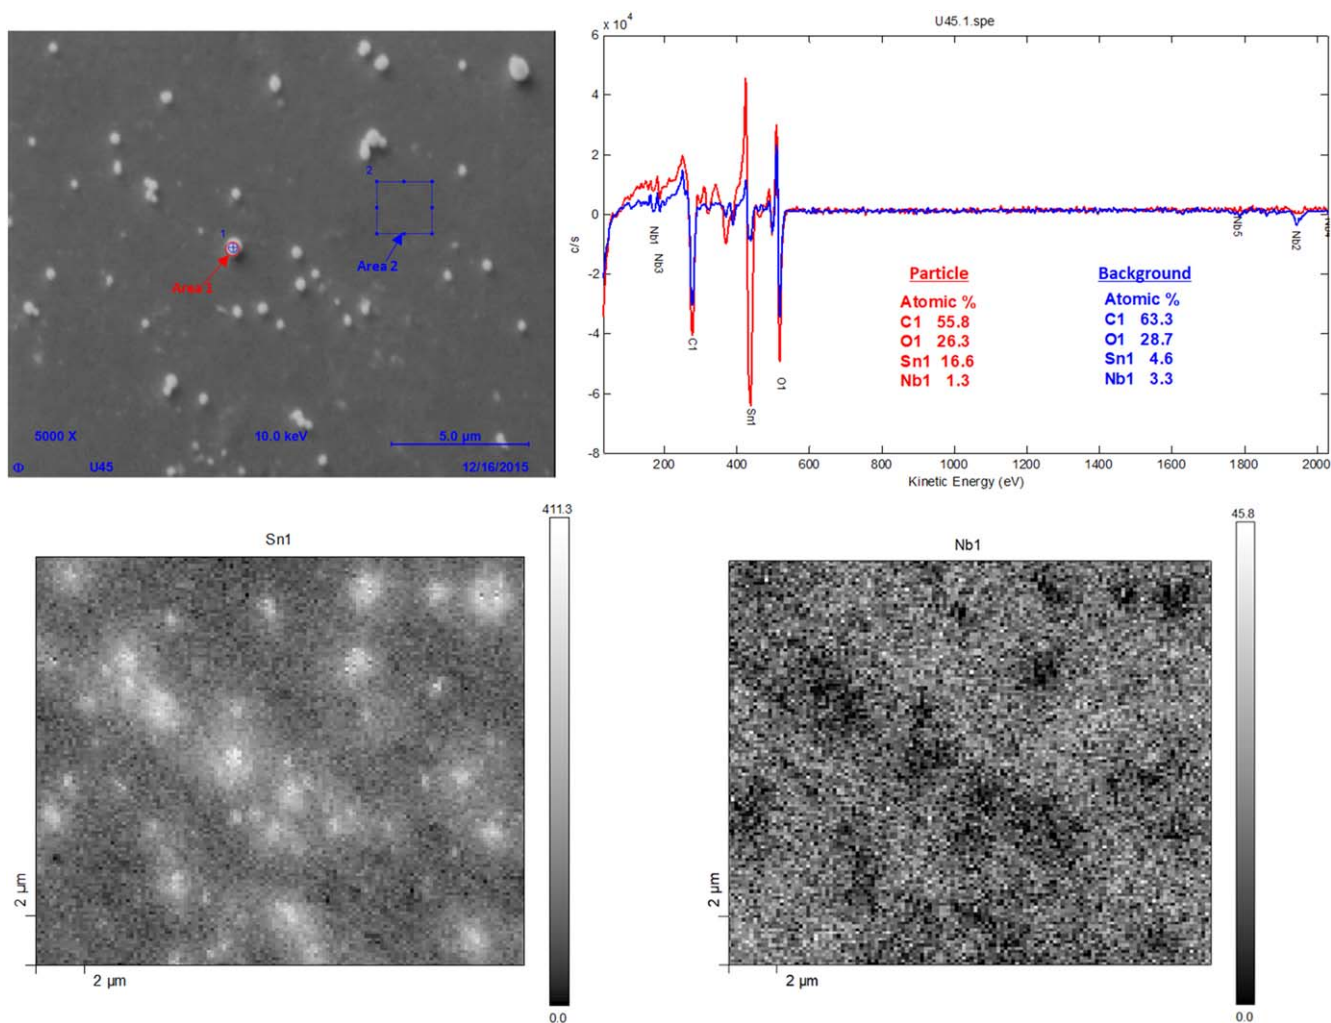 1
Area 1
2
Area 2
5000 X 10.0 keV 5.0 µm
Φ U45 12/16/2015
U45.1.spe
x 10⁴
6
4
2
0
-2
-4
-6
-8
c/s
200 400 600 800 1000 1200 1400 1600 1800 2000
Kinetic Energy (eV)
Nb1
Nb3
C1
Sn1
O1
Nb5
Nb2
Particle
Atomic %
C1 55.8
O1 26.3
Sn1 16.6
Nb1 1.3
Background
Atomic %
C1 63.3
O1 28.7
Sn1 4.6
Nb1 3.3
Sn1
411.3
0.0
2 µm
2 µm
Nb1
45.8
0.0
2 µm
2 µm